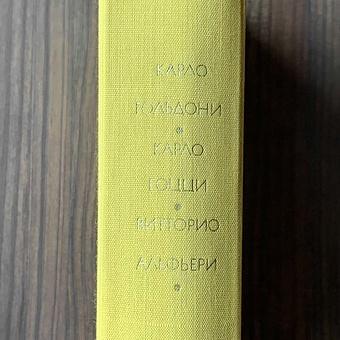 КАРЛО
ГОЛЬДОНИ
*
КАРЛО
ГОЦЦИ
*
ВИТТОРИО
АЛЬФЬЕРИ
*